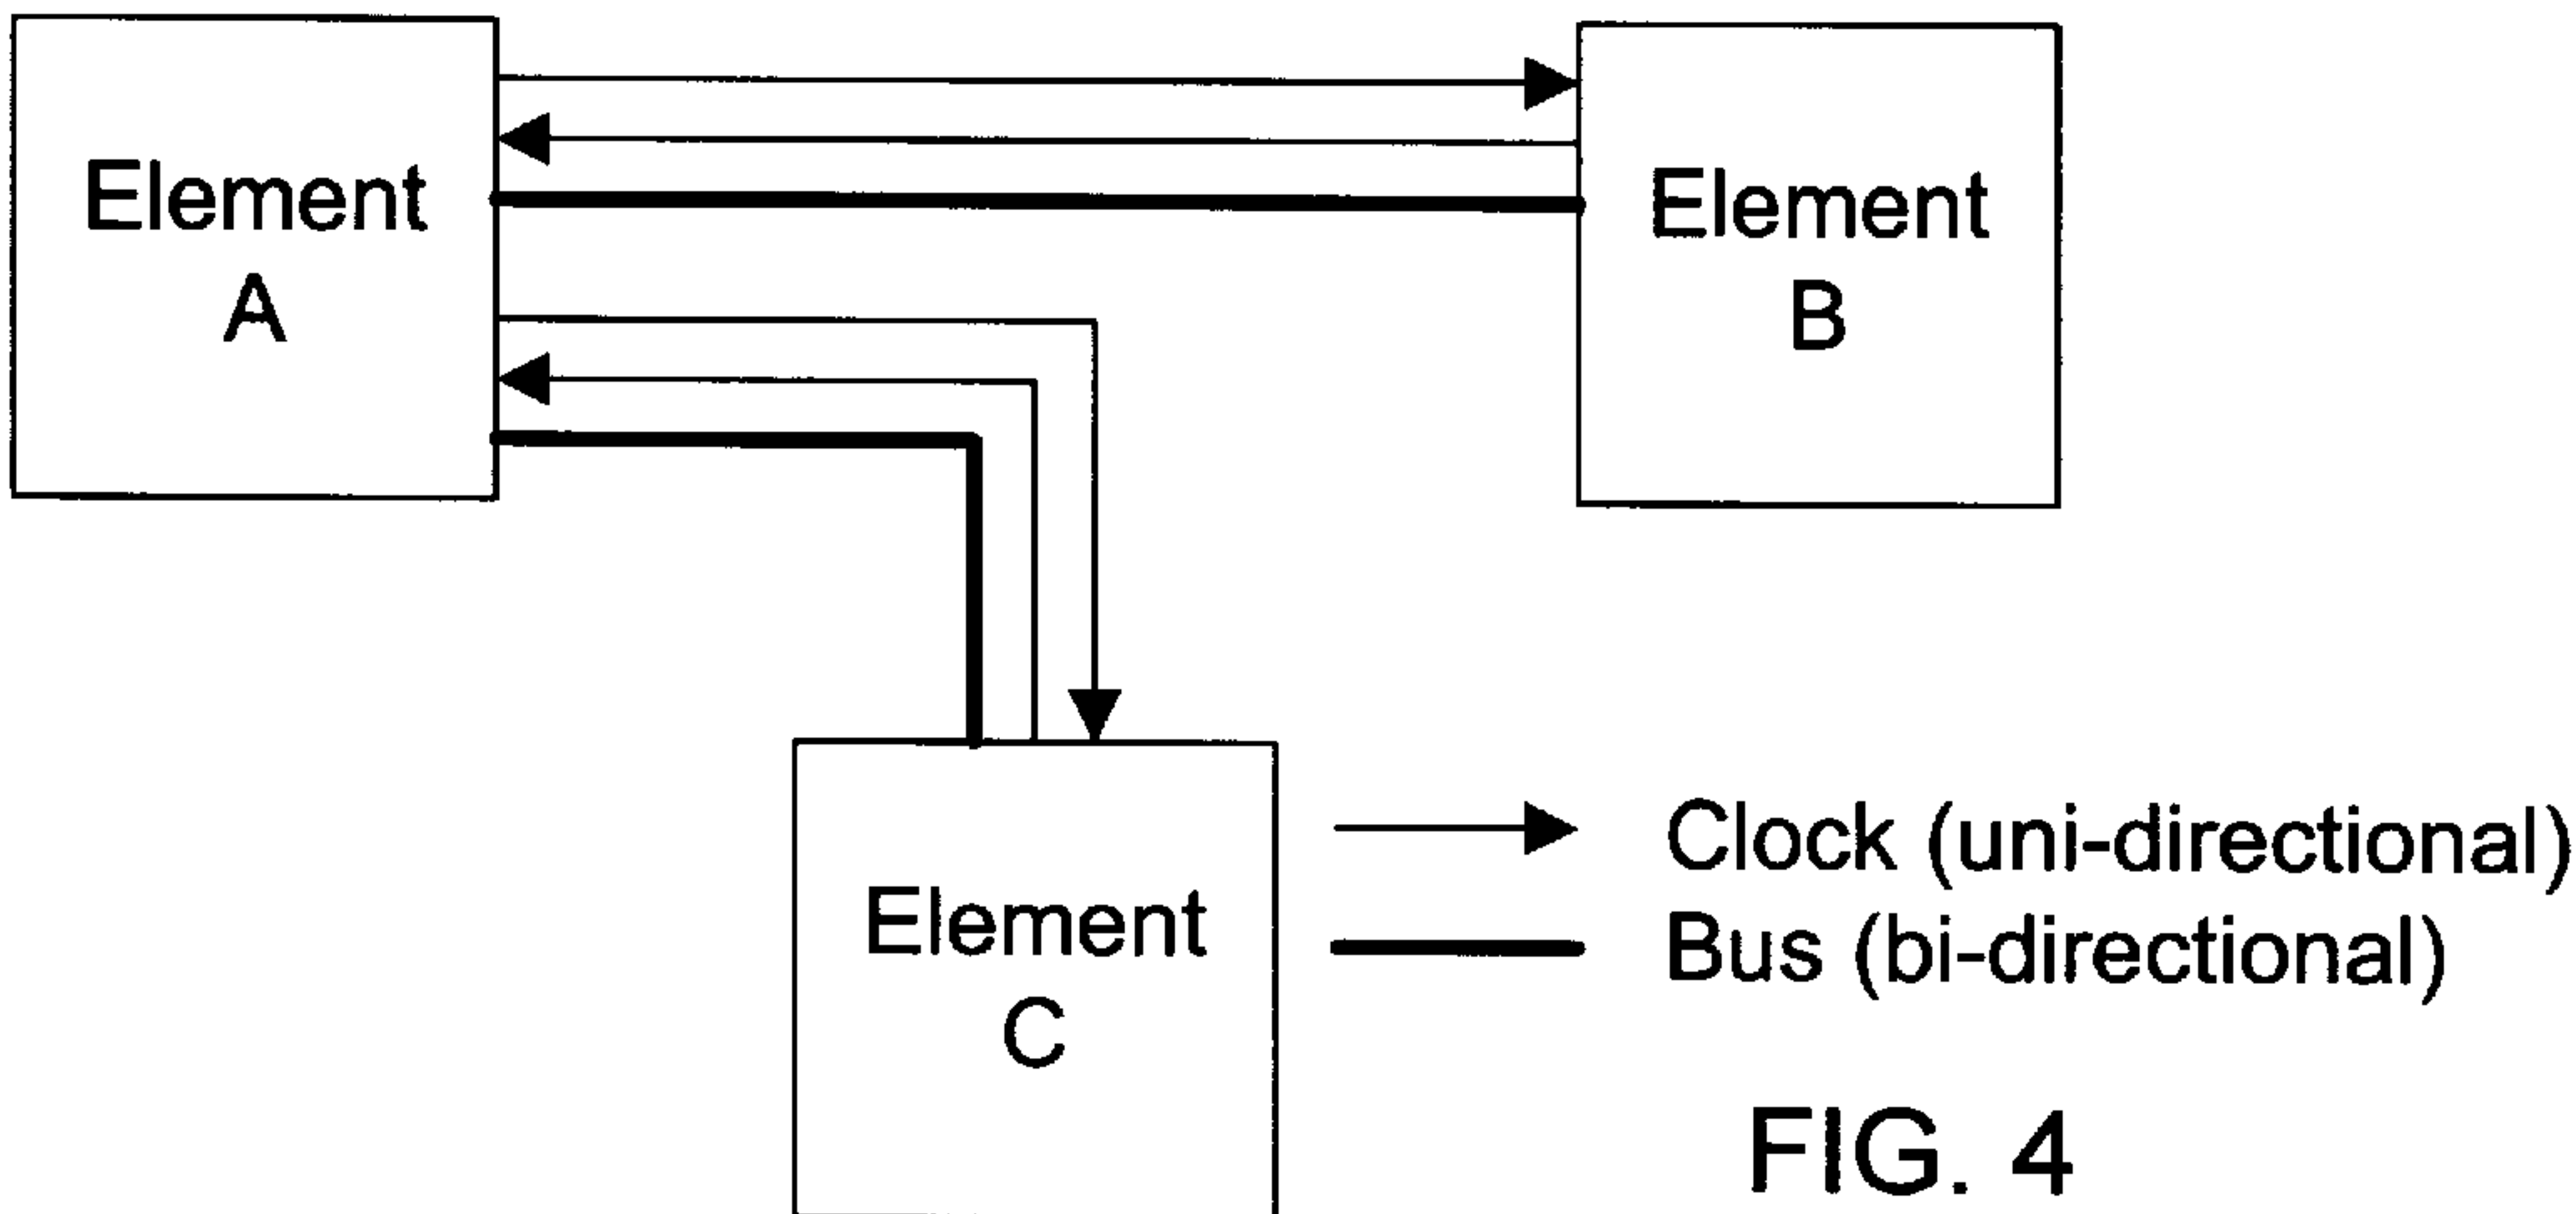 Element
A
Element
B
Element
C
Clock (uni-directional)
Bus (bi-directional)
FIG. 4